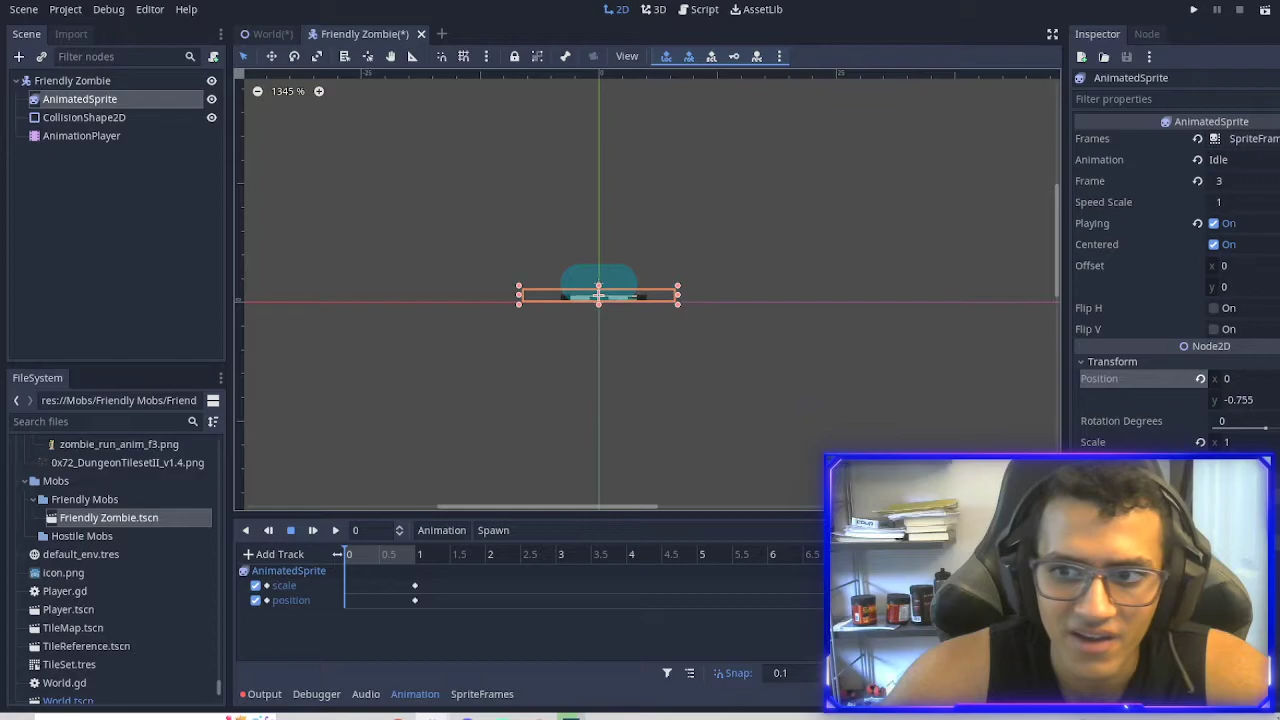 Scene Project Debug Editor Help 2D 3D Script AssetLib
Scene Import World(*) Friendly Zombie(*) Inspector Node
Filter nodes View
Friendly Zombie
AnimatedSprite
CollisionShape2D
AnimationPlayer
-25 0 25
1345 %
0
AnimatedSprite
Filter properties
AnimatedSprite
Frames SpriteFram
Animation Idle
Frame 3
Speed Scale 1
Playing On
Centered On
Offset x 0
y 0
Flip H On
Flip V On
Node2D
Transform
Position x 0
y -0.755
Rotation Degrees 0
Scale x 1
FileSystem
res://Mobs/Friendly Mobs/Friend
Search files
zombie_run_anim_f3.png
0x72_DungeonTilesetII_v1.4.png
Mobs
Friendly Mobs
Friendly Zombie.tscn
Hostile Mobs
default_env.tres
icon.png
Player.gd
Player.tscn
TileMap.tscn
TileReference.tscn
TileSet.tres
World.gd
World.tscn
0 Animation Spawn
Add Track 0 0.5 1 1.5 2 2.5 3 3.5 4 4.5 5 5.5 6 6.5
AnimatedSprite
scale
position
Snap: 0.1
Output Debugger Audio Animation SpriteFrames